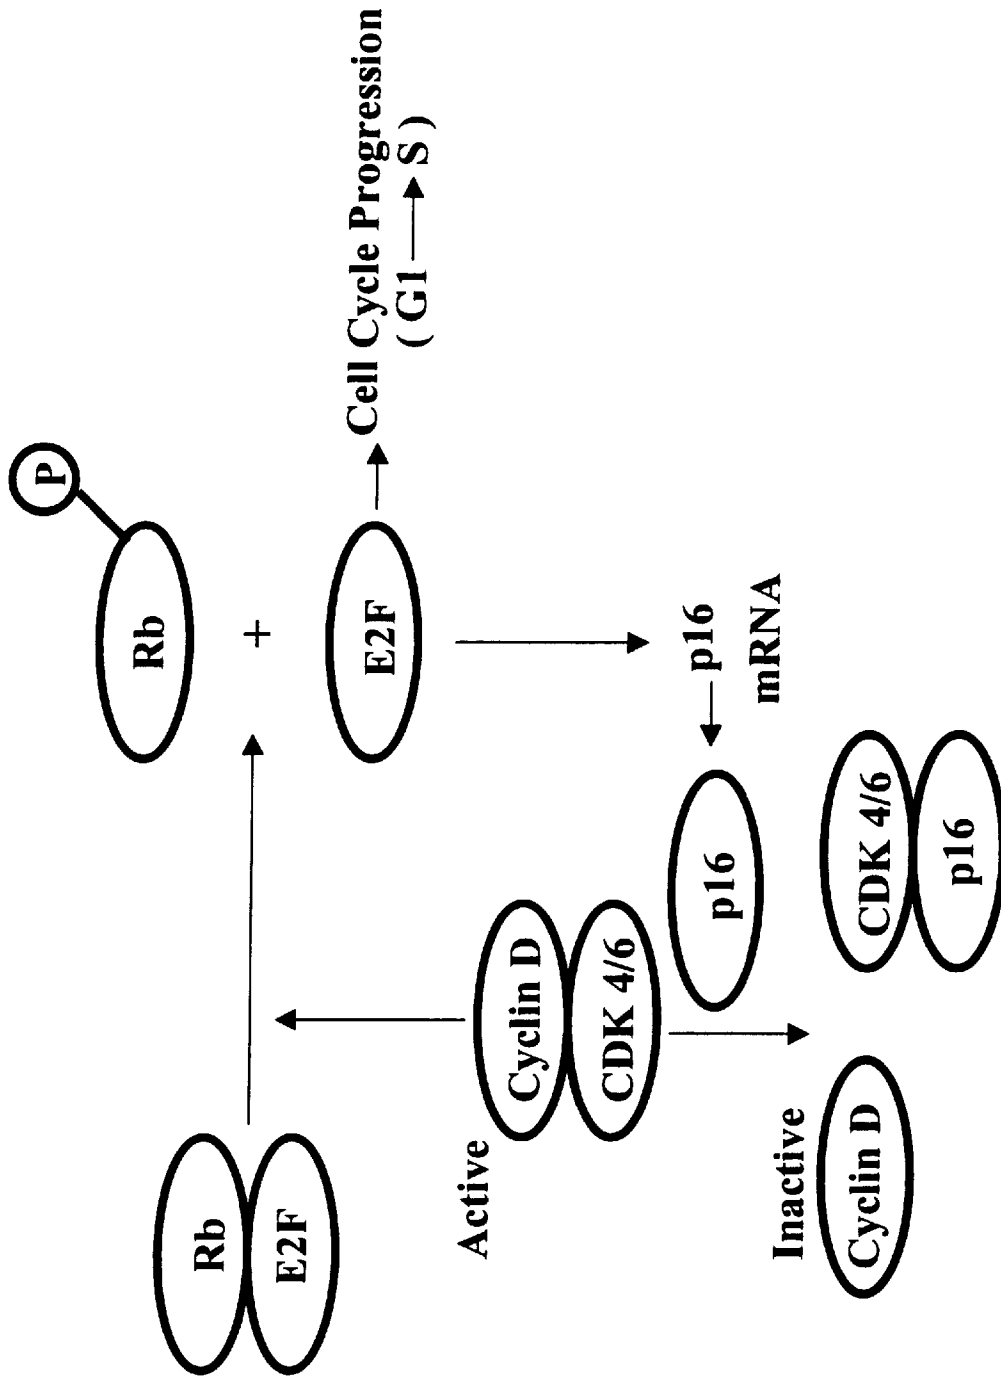 P
Rb
Rb
E2F
+
E2F
Cell Cycle Progression
( G1 → S )
Active
Cyclin D
CDK 4/6
p16
p16
mRNA
Inactive
Cyclin D
CDK 4/6
p16